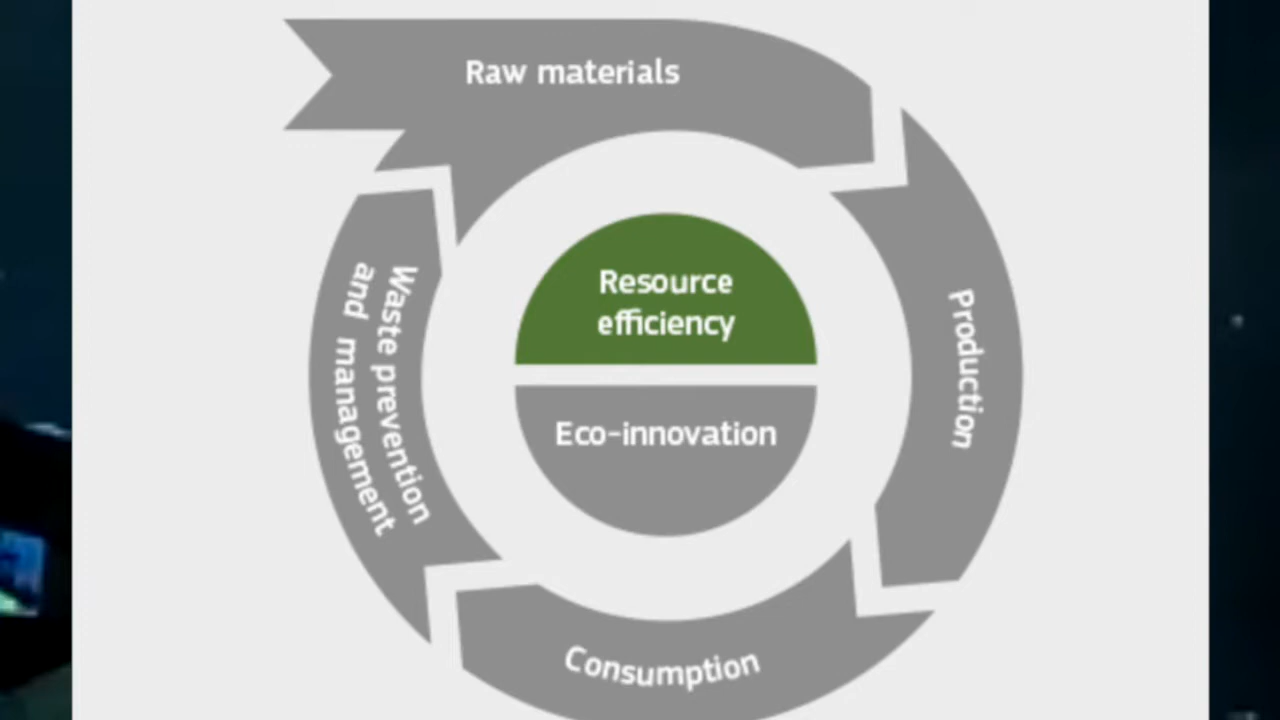 Raw materials
Production
Resource
efficiency
Eco-innovation
Waste prevention
and management
Consumption